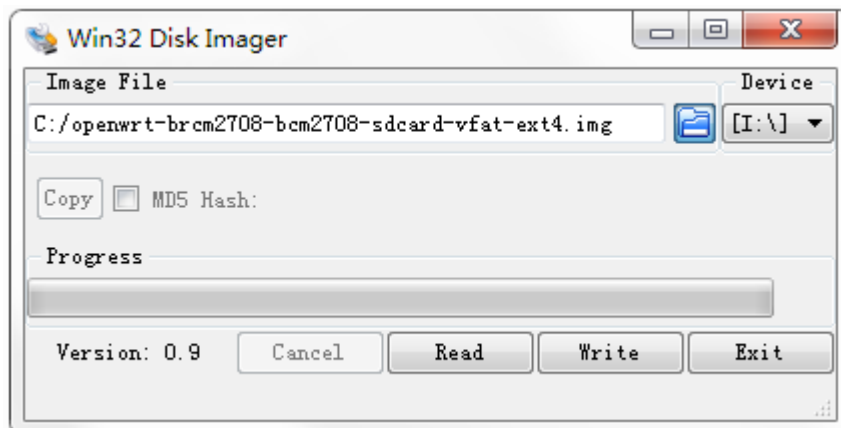 Win32 Disk Imager
Image File
Device
C:/openwrt-brcm2708-bcm2708-sdcard-vfat-ext4.img
[I:\]
Copy MD5 Hash:
Progress
Version: 0.9 Cancel Read Write Exit